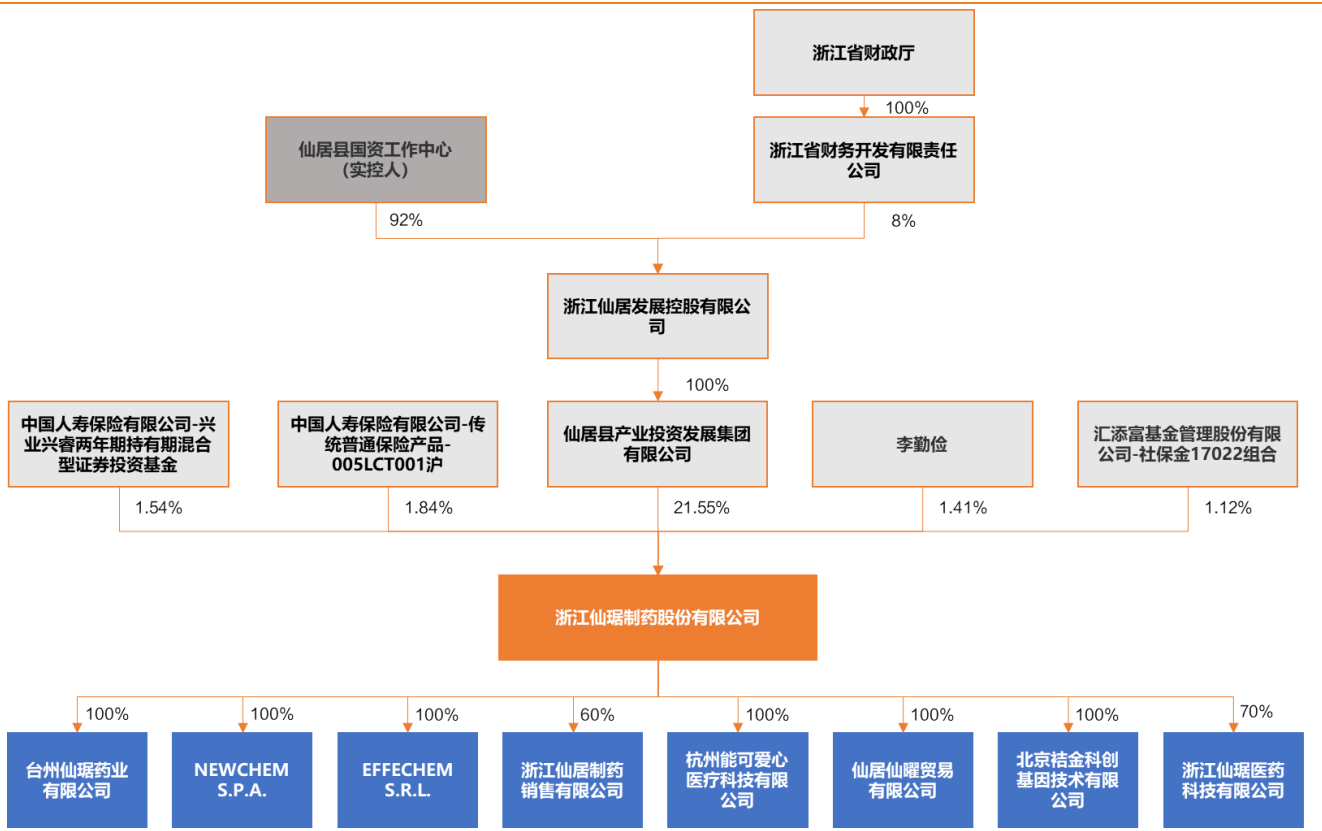 浙江省财政厅
100%
仙居县国资工作中心
（实控人）
浙江省财务开发有限责任
公司
92%
8%
浙江仙居发展控股有限公
司
100%
中国人寿保险有限公司-兴
业兴睿两年期持有期混合
型证券投资基金
中国人寿保险有限公司-传
统普通保险产品-
005LCT001沪
仙居县产业投资发展集团
有限公司
李勤俭
汇添富基金管理股份有限
公司-社保金17022组合
1.54%
1.84%
21.55%
1.41%
1.12%
浙江仙琚制药股份有限公司
100%
100%
100%
60%
100%
100%
100%
70%
台州仙琚药业
有限公司
NEWCHEM
S.P.A.
EFFECHEM
S.R.L.
浙江仙居制药
销售有限公司
杭州能可爱心
医疗科技有限
公司
仙居仙曜贸易
有限公司
北京桔金科创
基因技术有限
公司
浙江仙琚医药
科技有限公司